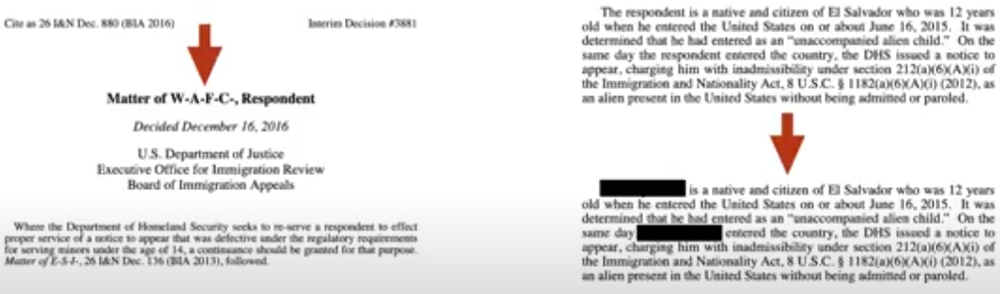 Cite as 26 I&N Dec. 880 (BIA 2016) Interim Decision #3881
Matter of W-A-F-C-, Respondent
Decided December 16, 2016
U.S. Department of Justice
Executive Office for Immigration Review
Board of Immigration Appeals
Where the Department of Homeland Security seeks to re-serve a respondent to effect
proper service of a notice to appear that was defective under the regulatory requirements
for serving minors under the age of 14, a continuance should be granted for that purpose.
Matter of E-S-I-, 26 I&N Dec. 136 (BIA 2013), followed.
The respondent is a native and citizen of El Salvador who was 12 years
old when he entered the United States on or about June 16, 2015. It was
determined that he had entered as an “unaccompanied alien child.” On the
same day the respondent entered the country, the DHS issued a notice to
appear, charging him with inadmissibility under section 212(a)(6)(A)(i) of
the Immigration and Nationality Act, 8 U.S.C. § 1182(a)(6)(A)(i) (2012), as
an alien present in the United States without being admitted or paroled.
is a native and citizen of El Salvador who was 12 years
old when he entered the United States on or about June 16, 2015. It was
determined that he had entered as an “unaccompanied alien child.” On the
same day entered the country, the DHS issued a notice to
appear, charging him with inadmissibility under section 212(a)(6)(A)(i) of
the Immigration and Nationality Act, 8 U.S.C. § 1182(a)(6)(A)(i) (2012), as
an alien present in the United States without being admitted or paroled.